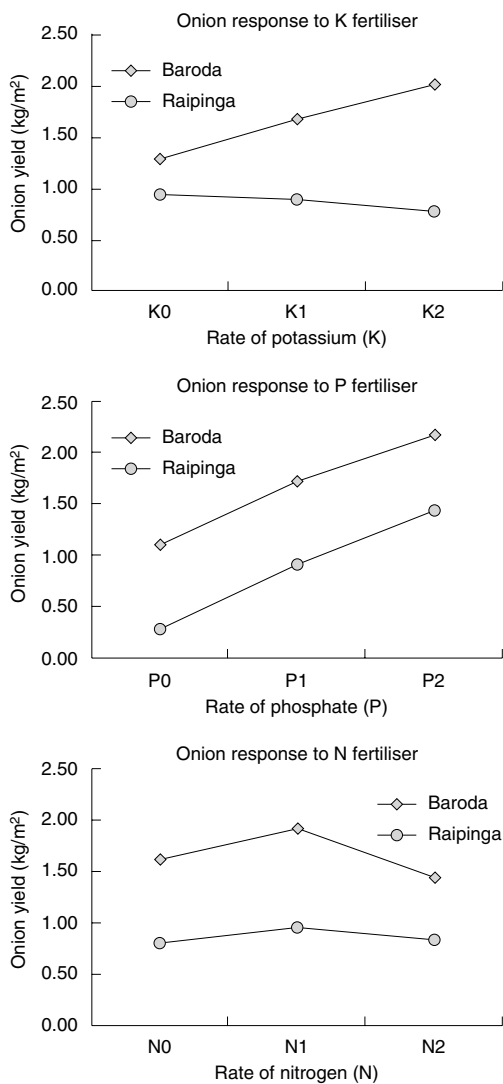 Onion response to K fertiliser
2.50
Baroda
2.00
Raipinga
1.50
1.00
0.50
0.00
Onion yield (kg/m²)
K0 K1 K2
Rate of potassium (K)
Onion response to P fertiliser
2.50
Baroda
2.00
Raipinga
1.50
1.00
0.50
0.00
Onion yield (kg/m²)
P0 P1 P2
Rate of phosphate (P)
Onion response to N fertiliser
2.50
Baroda
2.00
Raipinga
1.50
1.00
0.50
0.00
Onion yield (kg/m²)
N0 N1 N2
Rate of nitrogen (N)